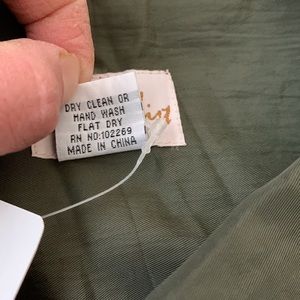 DRY CLEAN OR
HAND WASH
FLAT DRY
RN NO:102269
MADE IN CHINA